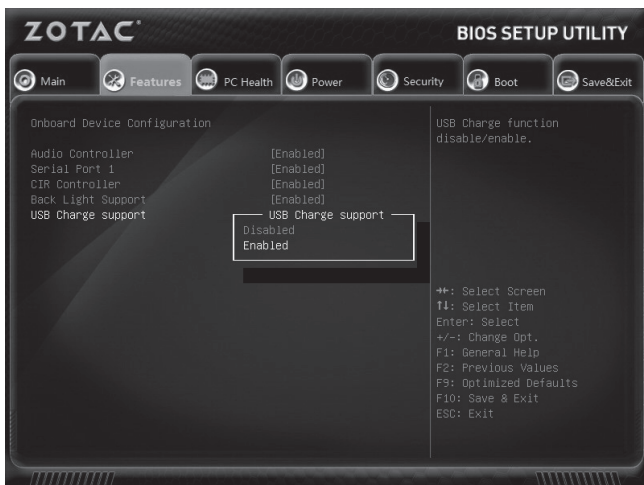 ZOTAC
BIOS SETUP UTILITY
Main Features PC Health Power Security Boot Save&Exit
Onboard Device Configuration
Audio Controller [Enabled]
Serial Port 1 [Enabled]
CIR Controller [Enabled]
Back Light Support [Enabled]
USB Charge support
USB Charge support
Disabled
Enabled
USB Charge function
disable/enable.
→←: Select Screen
↑↓: Select Item
Enter: Select
+/-: Change Opt.
F1: General Help
F2: Previous Values
F9: Optimized Defaults
F10: Save & Exit
ESC: Exit